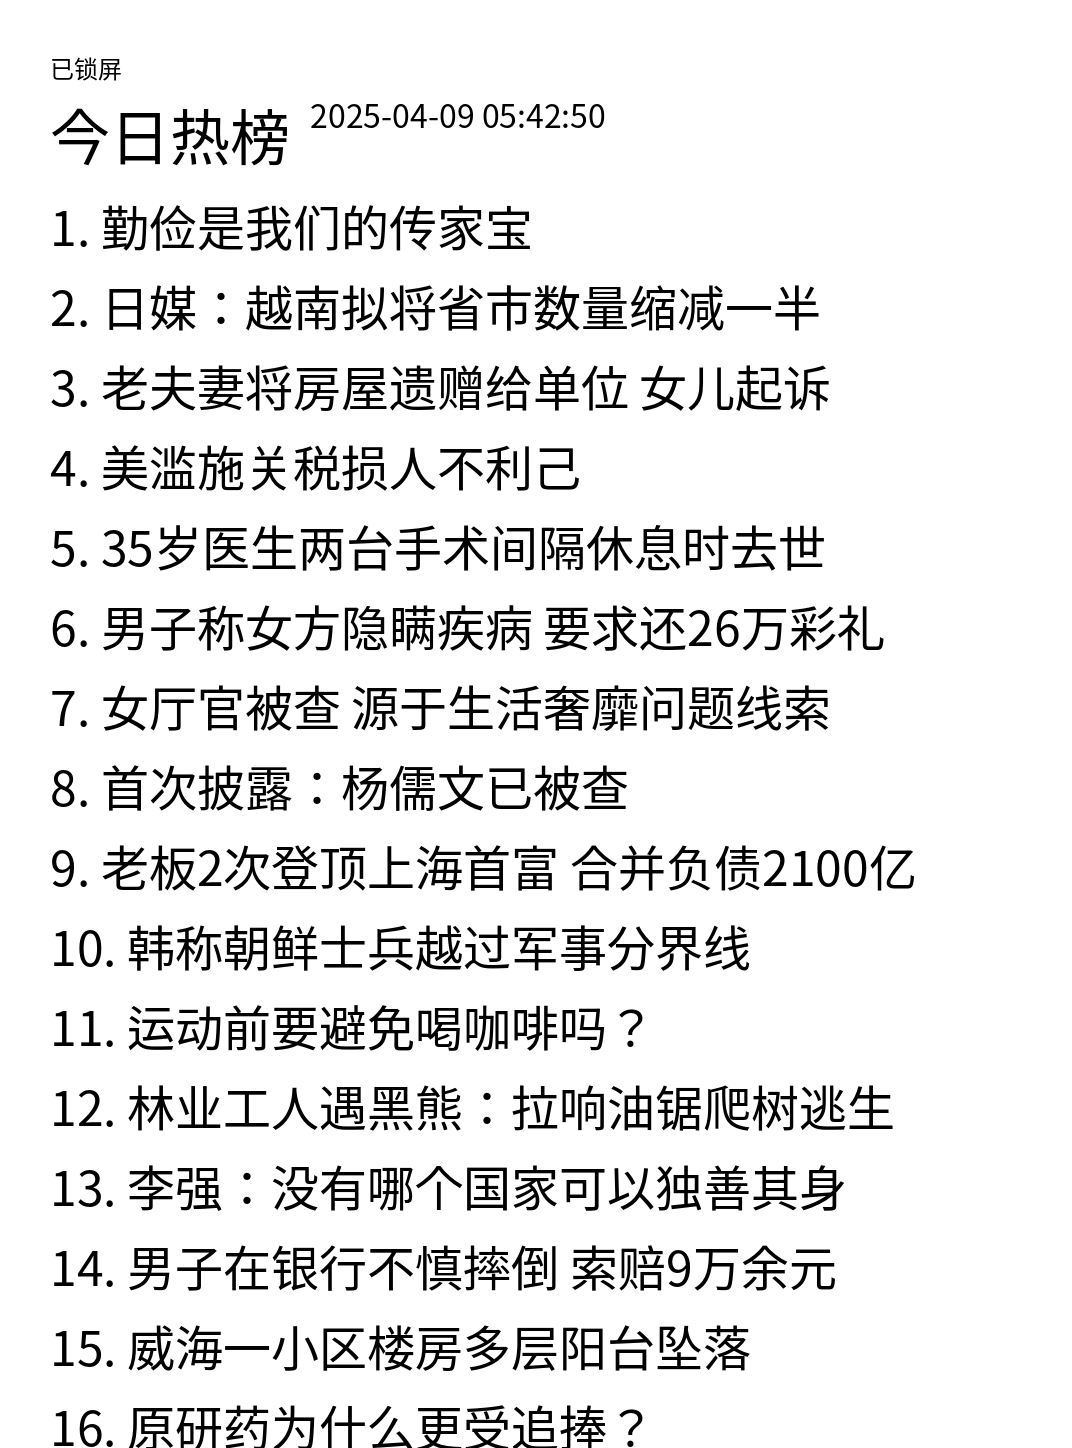 已锁屏
今日热榜 2025-04-09 05:42:50
1. 勤俭是我们的传家宝
2. 日媒：越南拟将省市数量缩减一半
3. 老夫妻将房屋遗赠给单位 女儿起诉
4. 美滥施关税损人不利己
5. 35岁医生两台手术间隔休息时去世
6. 男子称女方隐瞒疾病 要求还26万彩礼
7. 女厅官被查 源于生活奢靡问题线索
8. 首次披露：杨儒文已被查
9. 老板2次登顶上海首富 合并负债2100亿
10. 韩称朝鲜士兵越过军事分界线
11. 运动前要避免喝咖啡吗？
12. 林业工人遇黑熊：拉响油锯爬树逃生
13. 李强：没有哪个国家可以独善其身
14. 男子在银行不慎摔倒 索赔9万余元
15. 威海一小区楼房多层阳台坠落
16. 原研药为什么更受追捧？